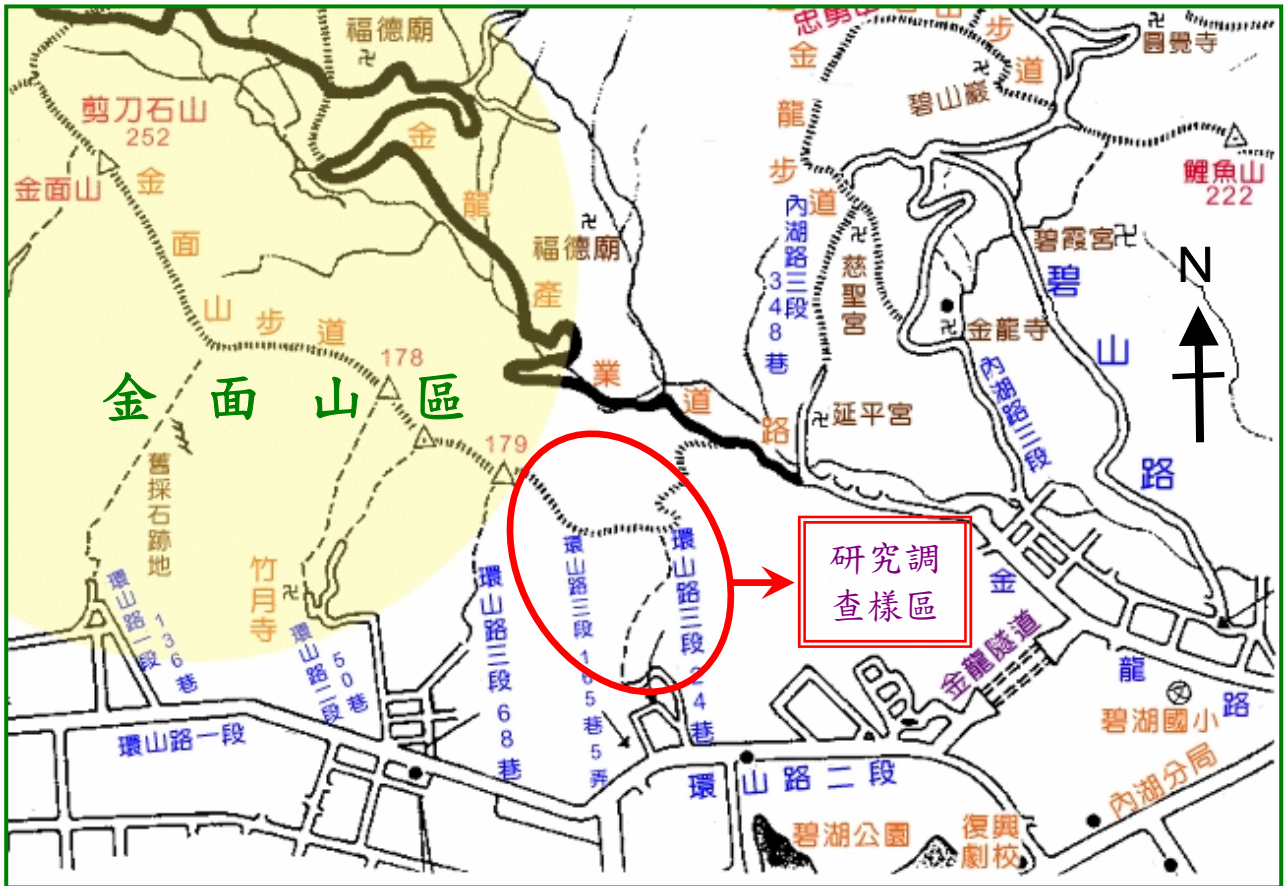 福德廟
忠勇山
步道
圓覺寺
碧山巖
剪刀石山
252
金面山
金面山步道
金龍產業道路
金龍步道
鯉魚山
222
內湖路三段348巷
慈聖宮
碧霞宮
碧山路
N
福德廟
金龍寺
內湖路三段
178
金面山區
延平宮
179
舊採石跡地
竹月寺
研究調
查樣區
環山路一段136巷
環山路二段50巷
環山路三段68巷
環山路三段165巷5弄
環山路三段24巷
金龍隧道
金龍路
碧湖國小
環山路一段
環山路二段
內湖分局
碧湖公園
復興
劇校